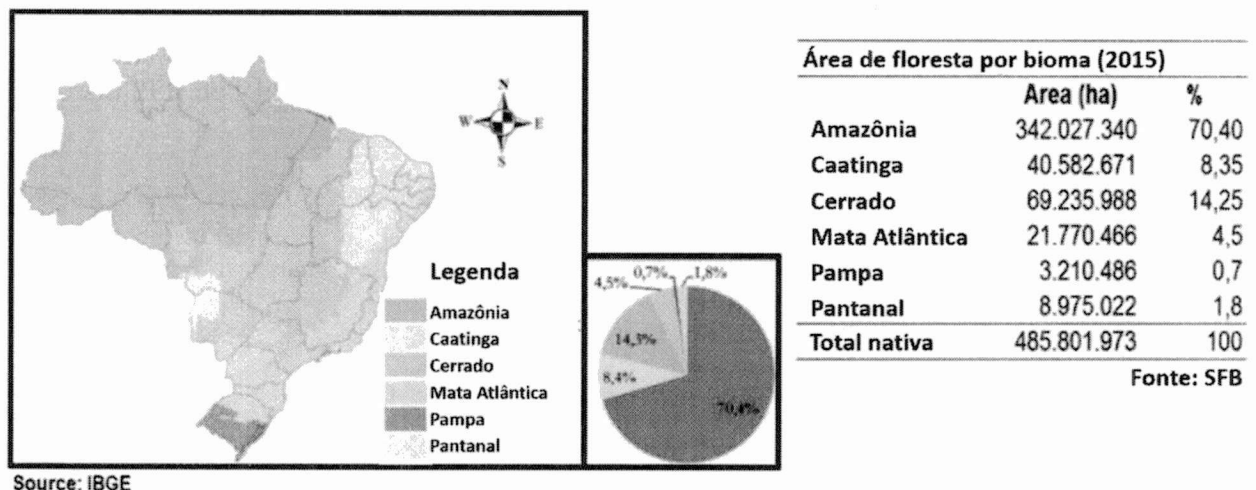 N
W E
S
Legenda
Amazônia
Caatinga
Cerrado
Mata Atlântica
Pampa
Pantanal
0,7% 1,8%
4,5%
14,3%
8,4%
70,4%
Source: IBGE
Área de floresta por bioma (2015)
Area (ha) %
Amazônia 342.027.340 70,40
Caatinga 40.582.671 8,35
Cerrado 69.235.988 14,25
Mata Atlântica 21.770.466 4,5
Pampa 3.210.486 0,7
Pantanal 8.975.022 1,8
Total nativa 485.801.973 100
Fonte: SFB